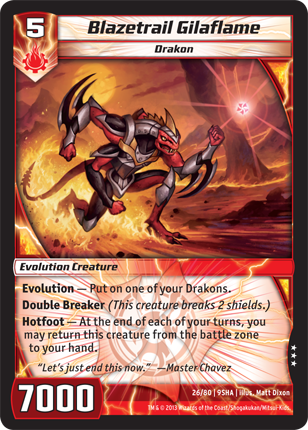 5
Blazetrail Gilaflame
Drakon
Evolution Creature
Evolution — Put on one of your Drakons.
Double Breaker (This creature breaks 2 shields.)
Hotfoot — At the end of each of your turns, you
may return this creature from the battle zone
to your hand.
“Let’s just end this now.” —Master Chavez
7000
26/80 | 9SHA | illus. Matt Dixon
TM & © 2013 Wizards of the Coast/Shogakukan/Mitsui-Kids